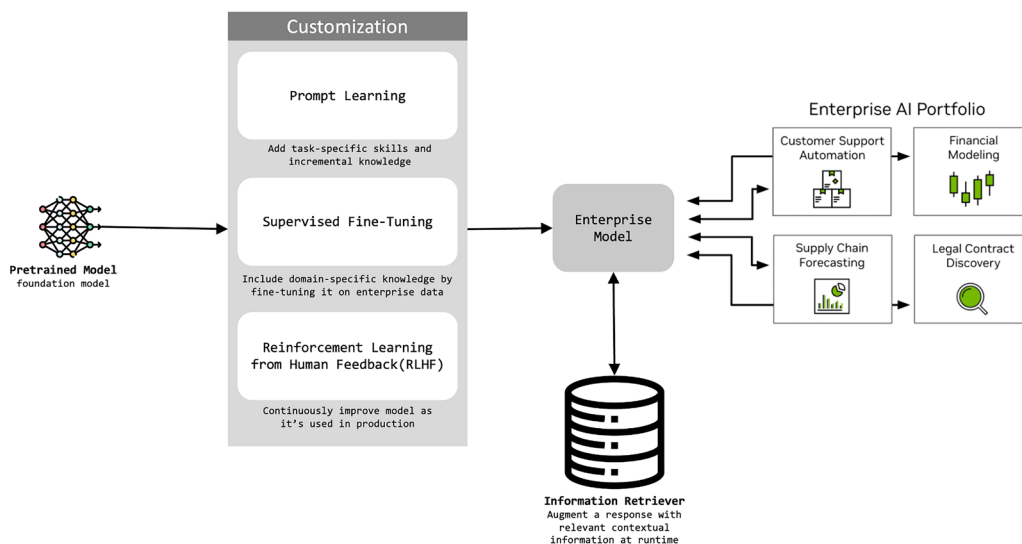 Customization
Prompt Learning
Add task-specific skills and
incremental knowledge
Supervised Fine-Tuning
Include domain-specific knowledge by
fine-tuning it on enterprise data
Reinforcement Learning
from Human Feedback(RLHF)
Continuously improve model as
it's used in production
Pretrained Model
foundation model
Enterprise
Model
Information Retriever
Augment a response with
relevant contextual
information at runtime
Enterprise AI Portfolio
Customer Support
Automation
Financial
Modeling
Supply Chain
Forecasting
Legal Contract
Discovery